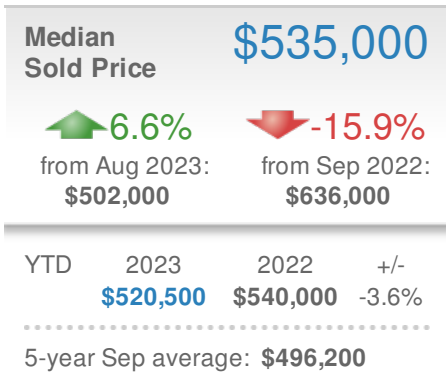 Median
Sold Price
$535,000
6.6%
from Aug 2023:
$502,000
-15.9%
from Sep 2022:
$636,000
YTD 2023 2022 +/-
$520,500 $540,000 -3.6%
5-year Sep average: $496,200